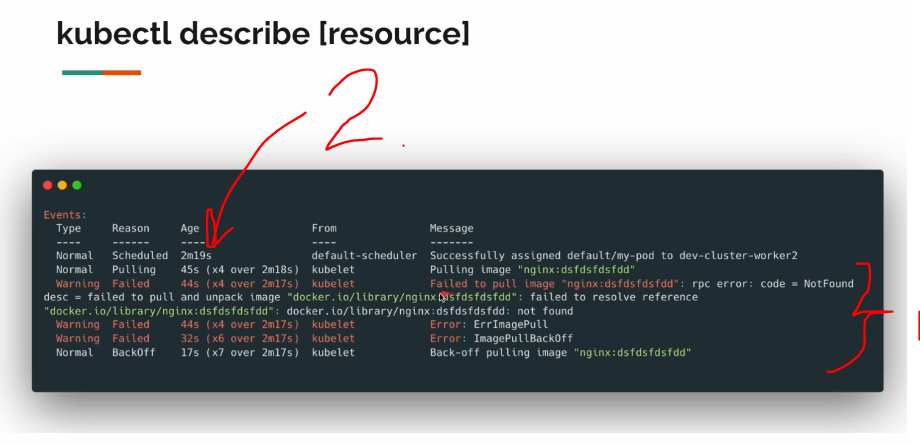 kubectl describe [resource]
2
Events:
Type Reason Age From Message
---- ------ ---- ---- -------
Normal Scheduled 2m19s default-scheduler Successfully assigned default/my-pod to dev-cluster-worker2
Normal Pulling 45s (x4 over 2m18s) kubelet Pulling image "nginx:dsfdsfdsfdd"
Warning Failed 44s (x4 over 2m17s) kubelet Failed to pull image "nginx:dsfdsfdsfdd": rpc error: code = NotFound
desc = failed to pull and unpack image "docker.io/library/nginx:dsfdsfdsfdd": failed to resolve reference
"docker.io/library/nginx:dsfdsfdsfdd": docker.io/library/nginx:dsfdsfdsfdd: not found
Warning Failed 44s (x4 over 2m17s) kubelet Error: ErrImagePull
Warning Failed 32s (x6 over 2m17s) kubelet Error: ImagePullBackOff
Normal BackOff 17s (x7 over 2m17s) kubelet Back-off pulling image "nginx:dsfdsfdsfdd"